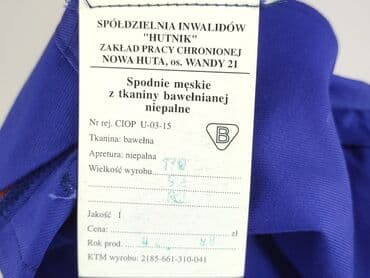 SPÓŁDZIELNIA INWALIDÓW
"HUTNIK"
ZAKŁAD PRACY CHRONIONEJ
NOWA HUTA, os. WANDY 21
Spodnie męskie
z tkaniny bawełnianej
niepalne
Nr rej. CIOP U-03-15
B
Tkanina: bawełna
Apretura: niepalna
Wielkość wyrobu
Jakość I
Cena: zł
Rok prod.
KTM wyrobu: 2185-661-310-041